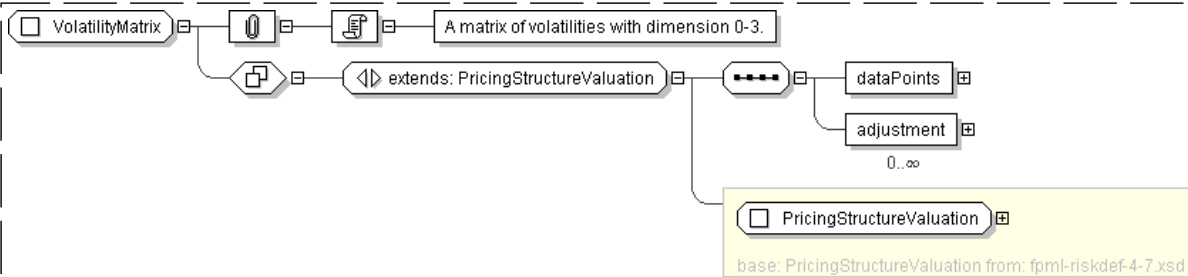 VolatilityMatrix
A matrix of volatilities with dimension 0-3.
extends: PricingStructureValuation
dataPoints
adjustment
0..∞
PricingStructureValuation
base: PricingStructureValuation from: fpml-riskdef-4-7.xsd